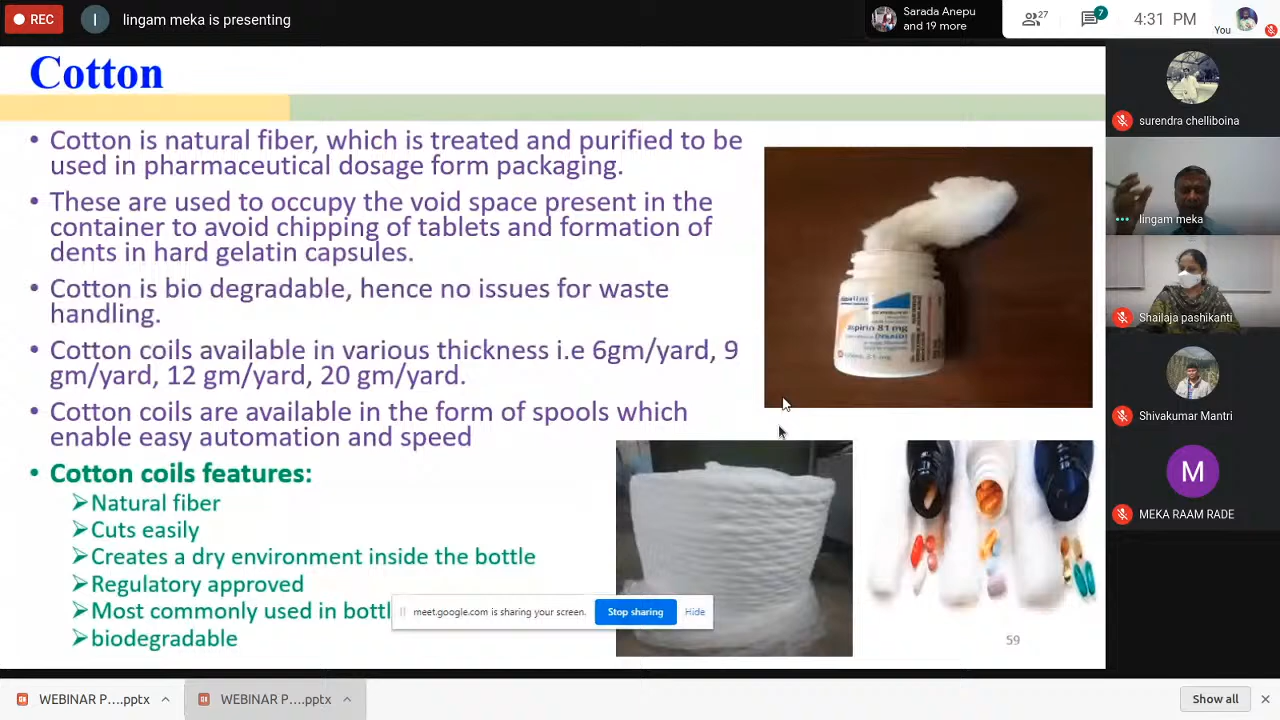 REC
I
lingam meka is presenting
Sarada Anepu
and 19 more
27
7
4:31 PM
You
Cotton
• Cotton is natural fiber, which is treated and purified to be
used in pharmaceutical dosage form packaging.
• These are used to occupy the void space present in the
container to avoid chipping of tablets and formation of
dents in hard gelatin capsules.
• Cotton is bio degradable, hence no issues for waste
handling.
• Cotton coils available in various thickness i.e 6gm/yard, 9
gm/yard, 12 gm/yard, 20 gm/yard.
• Cotton coils are available in the form of spools which
enable easy automation and speed
• Cotton coils features:
➢Natural fiber
➢Cuts easily
➢Creates a dry environment inside the bottle
➢Regulatory approved
➢Most commonly used in bottl
➢biodegradable
aspirin 81 mg
59
meet.google.com is sharing your screen.
Stop sharing
Hide
surendra chelliboina
lingam meka
Shailaja pashikanti
Shivakumar Mantri
M
MEKA RAAM RADE
WEBINAR P....pptx
WEBINAR P....pptx
Show all